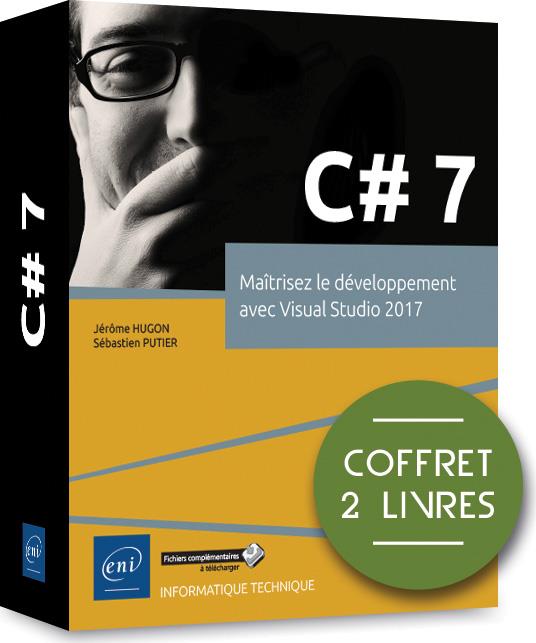 C# 7
C# 7
Maîtrisez le développement
avec Visual Studio 2017
Jérôme HUGON
Sébastien PUTIER
COFFRET
2 LIVRES
eni
eni
Fichiers complémentaires
à télécharger
INFORMATIQUE TECHNIQUE